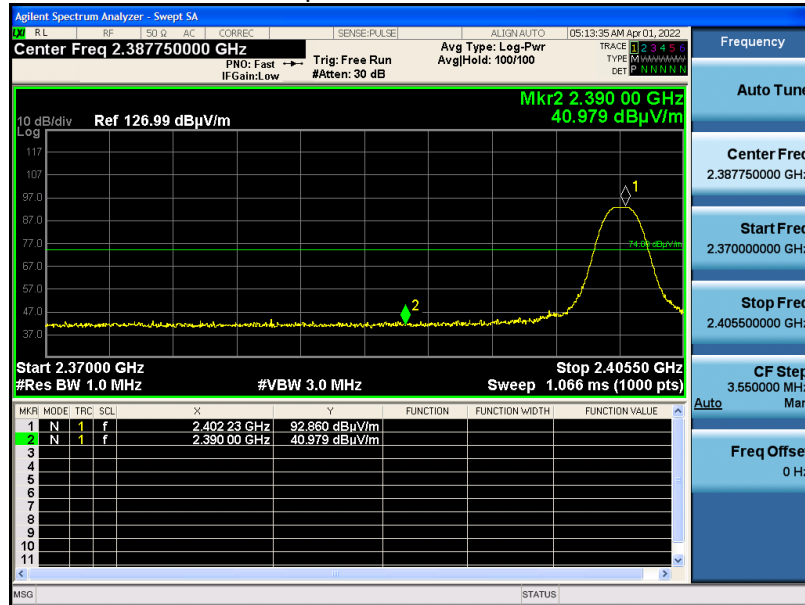 Agilent Spectrum Analyzer - Swept SA
LXI RL RF 50 Ω AC CORREC SENSE:PULSE ALIGN AUTO 05:13:35 AM Apr 01, 2022
Center Freq 2.387750000 GHz
PNO: Fast
IFGain:Low
Trig: Free Run
#Atten: 30 dB
Avg Type: Log-Pwr
Avg|Hold: 100/100
TRACE 1 2 3 4 5 6
TYPE M W W W W W
DET P N N N N N
Mkr2 2.390 00 GHz
40.979 dBµV/m
10 dB/div Ref 126.99 dBµV/m
Log
117
107
97.0
87.0
77.0
67.0
57.0
47.0
37.0
1
74.00 dBµV/m
2
Start 2.37000 GHz Stop 2.40550 GHz
#Res BW 1.0 MHz #VBW 3.0 MHz Sweep 1.066 ms (1000 pts)
MKR MODE TRC SCL X Y FUNCTION FUNCTION WIDTH FUNCTION VALUE
1 N 1 f 2.402 23 GHz 92.860 dBµV/m
2 N 1 f 2.390 00 GHz 40.979 dBµV/m
3
4
5
6
7
8
9
10
11
MSG STATUS
Frequency
Auto Tune
Center Freq
2.387750000 GHz
Start Freq
2.370000000 GHz
Stop Freq
2.405500000 GHz
CF Step
3.550000 MHz
Auto Man
Freq Offset
0 Hz